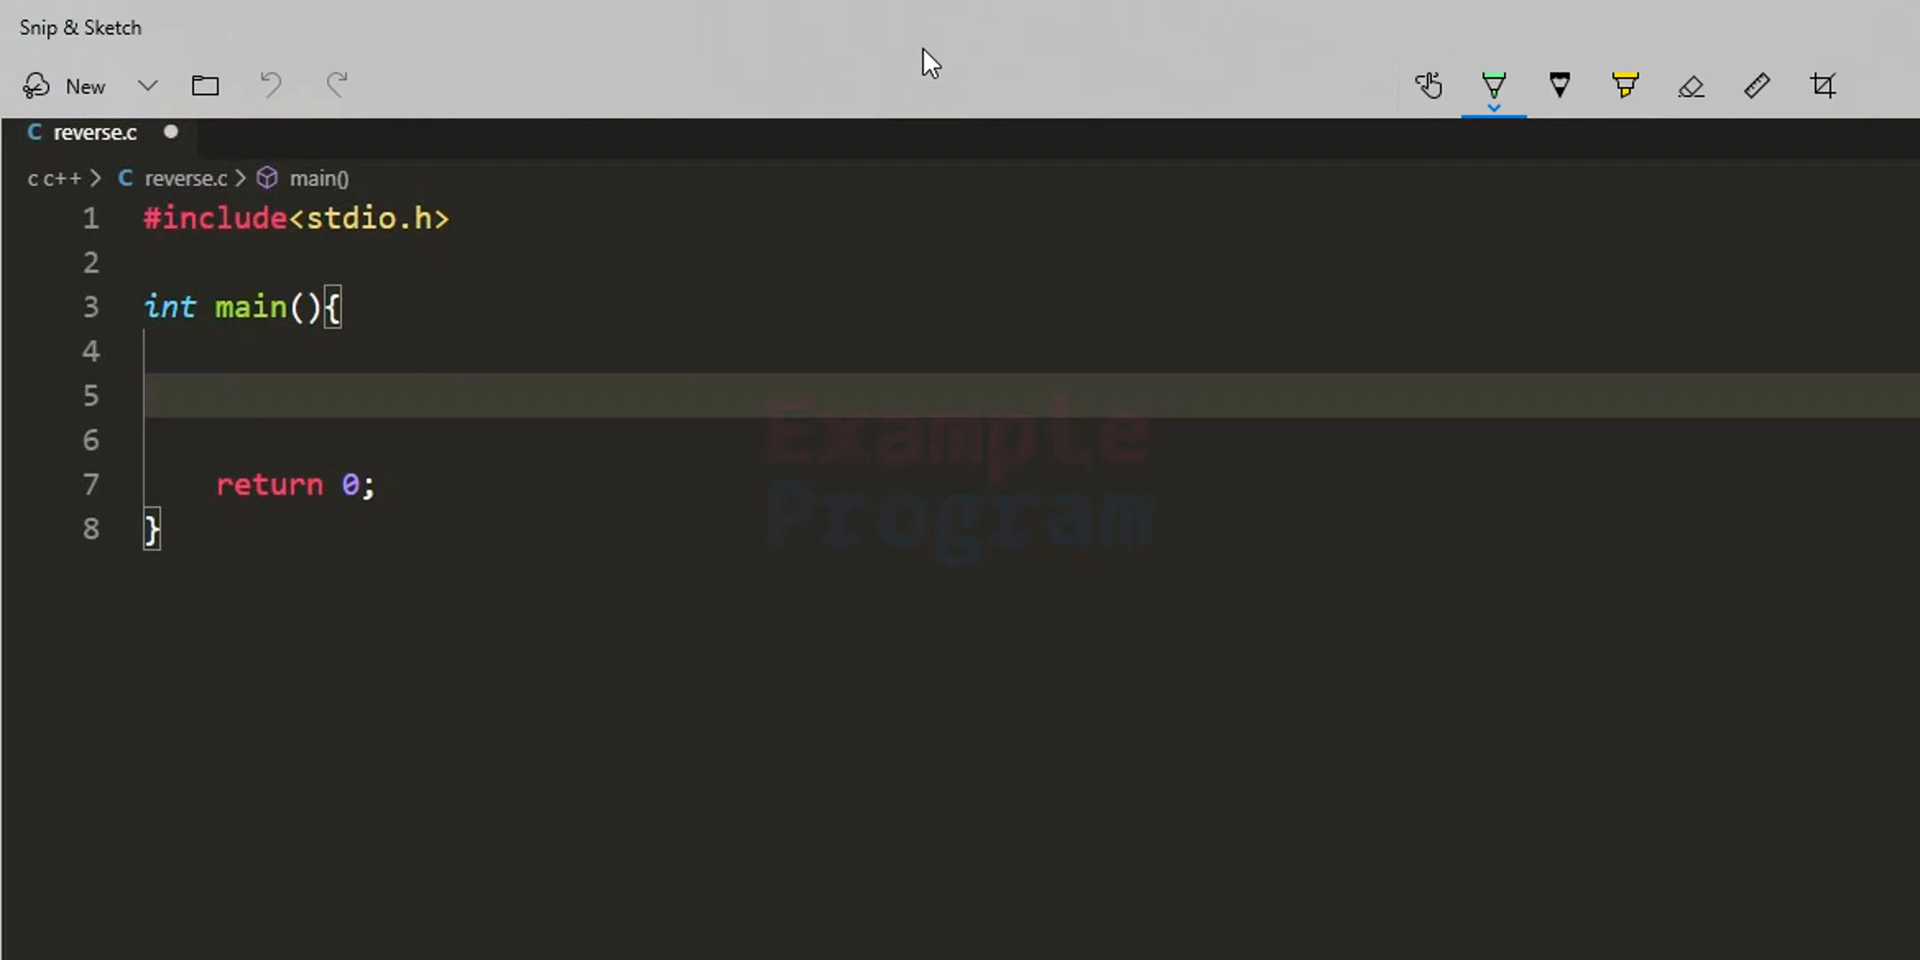 Snip & Sketch
New
C reverse.c
c c++ > C reverse.c > main()
1 #include<stdio.h>
2
3 int main(){
4
5
6
7 return 0;
8 }
Example
Program